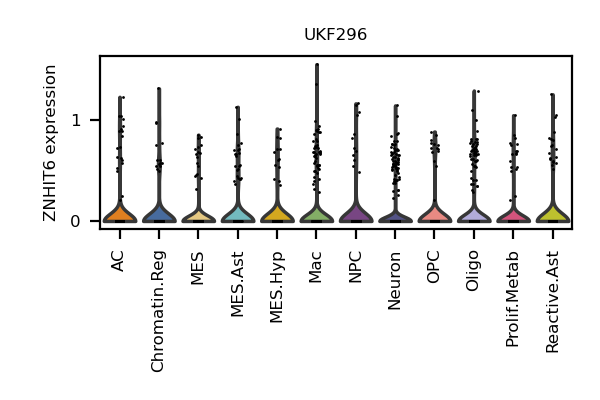 UKF296
ZNHIT6 expression
1
0
AC
Chromatin.Reg
MES
MES.Ast
MES.Hyp
Mac
NPC
Neuron
OPC
Oligo
Prolif.Metab
Reactive.Ast